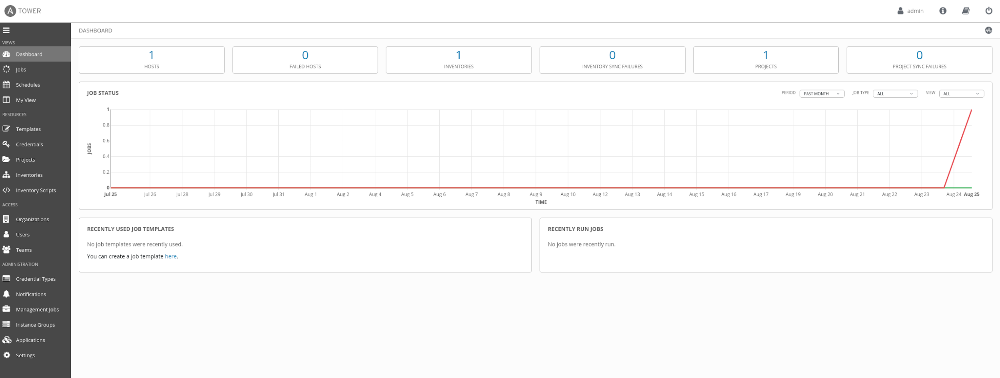 TOWER
admin
VIEWS
Dashboard
Jobs
Schedules
My View
RESOURCES
Templates
Credentials
Projects
Inventories
Inventory Scripts
ACCESS
Organizations
Users
Teams
ADMINISTRATION
Credential Types
Notifications
Management Jobs
Instance Groups
Applications
Settings
DASHBOARD
1
HOSTS
0
FAILED HOSTS
1
INVENTORIES
0
INVENTORY SYNC FAILURES
1
PROJECTS
0
PROJECT SYNC FAILURES
JOB STATUS
PERIOD PAST MONTH JOB TYPE ALL VIEW ALL
JOBS
1
0.8
0.6
0.4
0.2
0
Jul 25 Jul 26 Jul 28 Jul 29 Jul 30 Jul 31 Aug 1 Aug 2 Aug 4 Aug 5 Aug 6 Aug 7 Aug 8 Aug 9 Aug 10 Aug 12 Aug 13 Aug 14 Aug 15 Aug 16 Aug 17 Aug 19 Aug 20 Aug 21 Aug 22 Aug 23 Aug 24 Aug 25
TIME
RECENTLY USED JOB TEMPLATES
No job templates were recently used.
You can create a job template here.
RECENTLY RUN JOBS
No jobs were recently run.